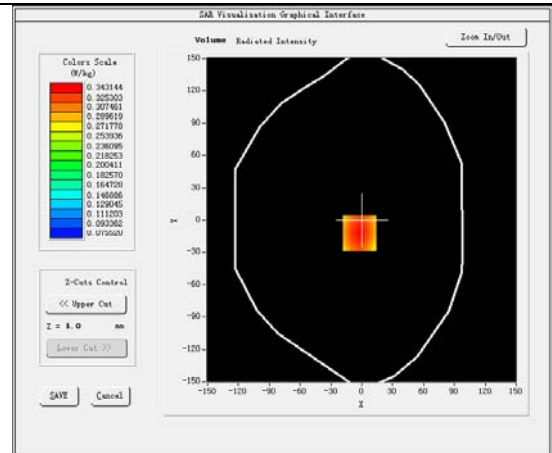 SAR Visualisation Graphical Interface
Volume Radiated Intensity
Zoom In/Out
Colors Scale
(W/kg)
0.343144
0.325303
0.307461
0.289619
0.271778
0.253936
0.236095
0.218253
0.200411
0.182570
0.164728
0.146886
0.129045
0.111203
0.093362
0.075520
150
120
90
60
30
0
-30
-60
-90
-120
-150
Y
-150 -120 -90 -60 -30 0 30 60 90 120 150
X
Z-Cuts Control
<< Upper Cut
Z = 4.0 mm
Lower Cut >>
SAVE Cancel